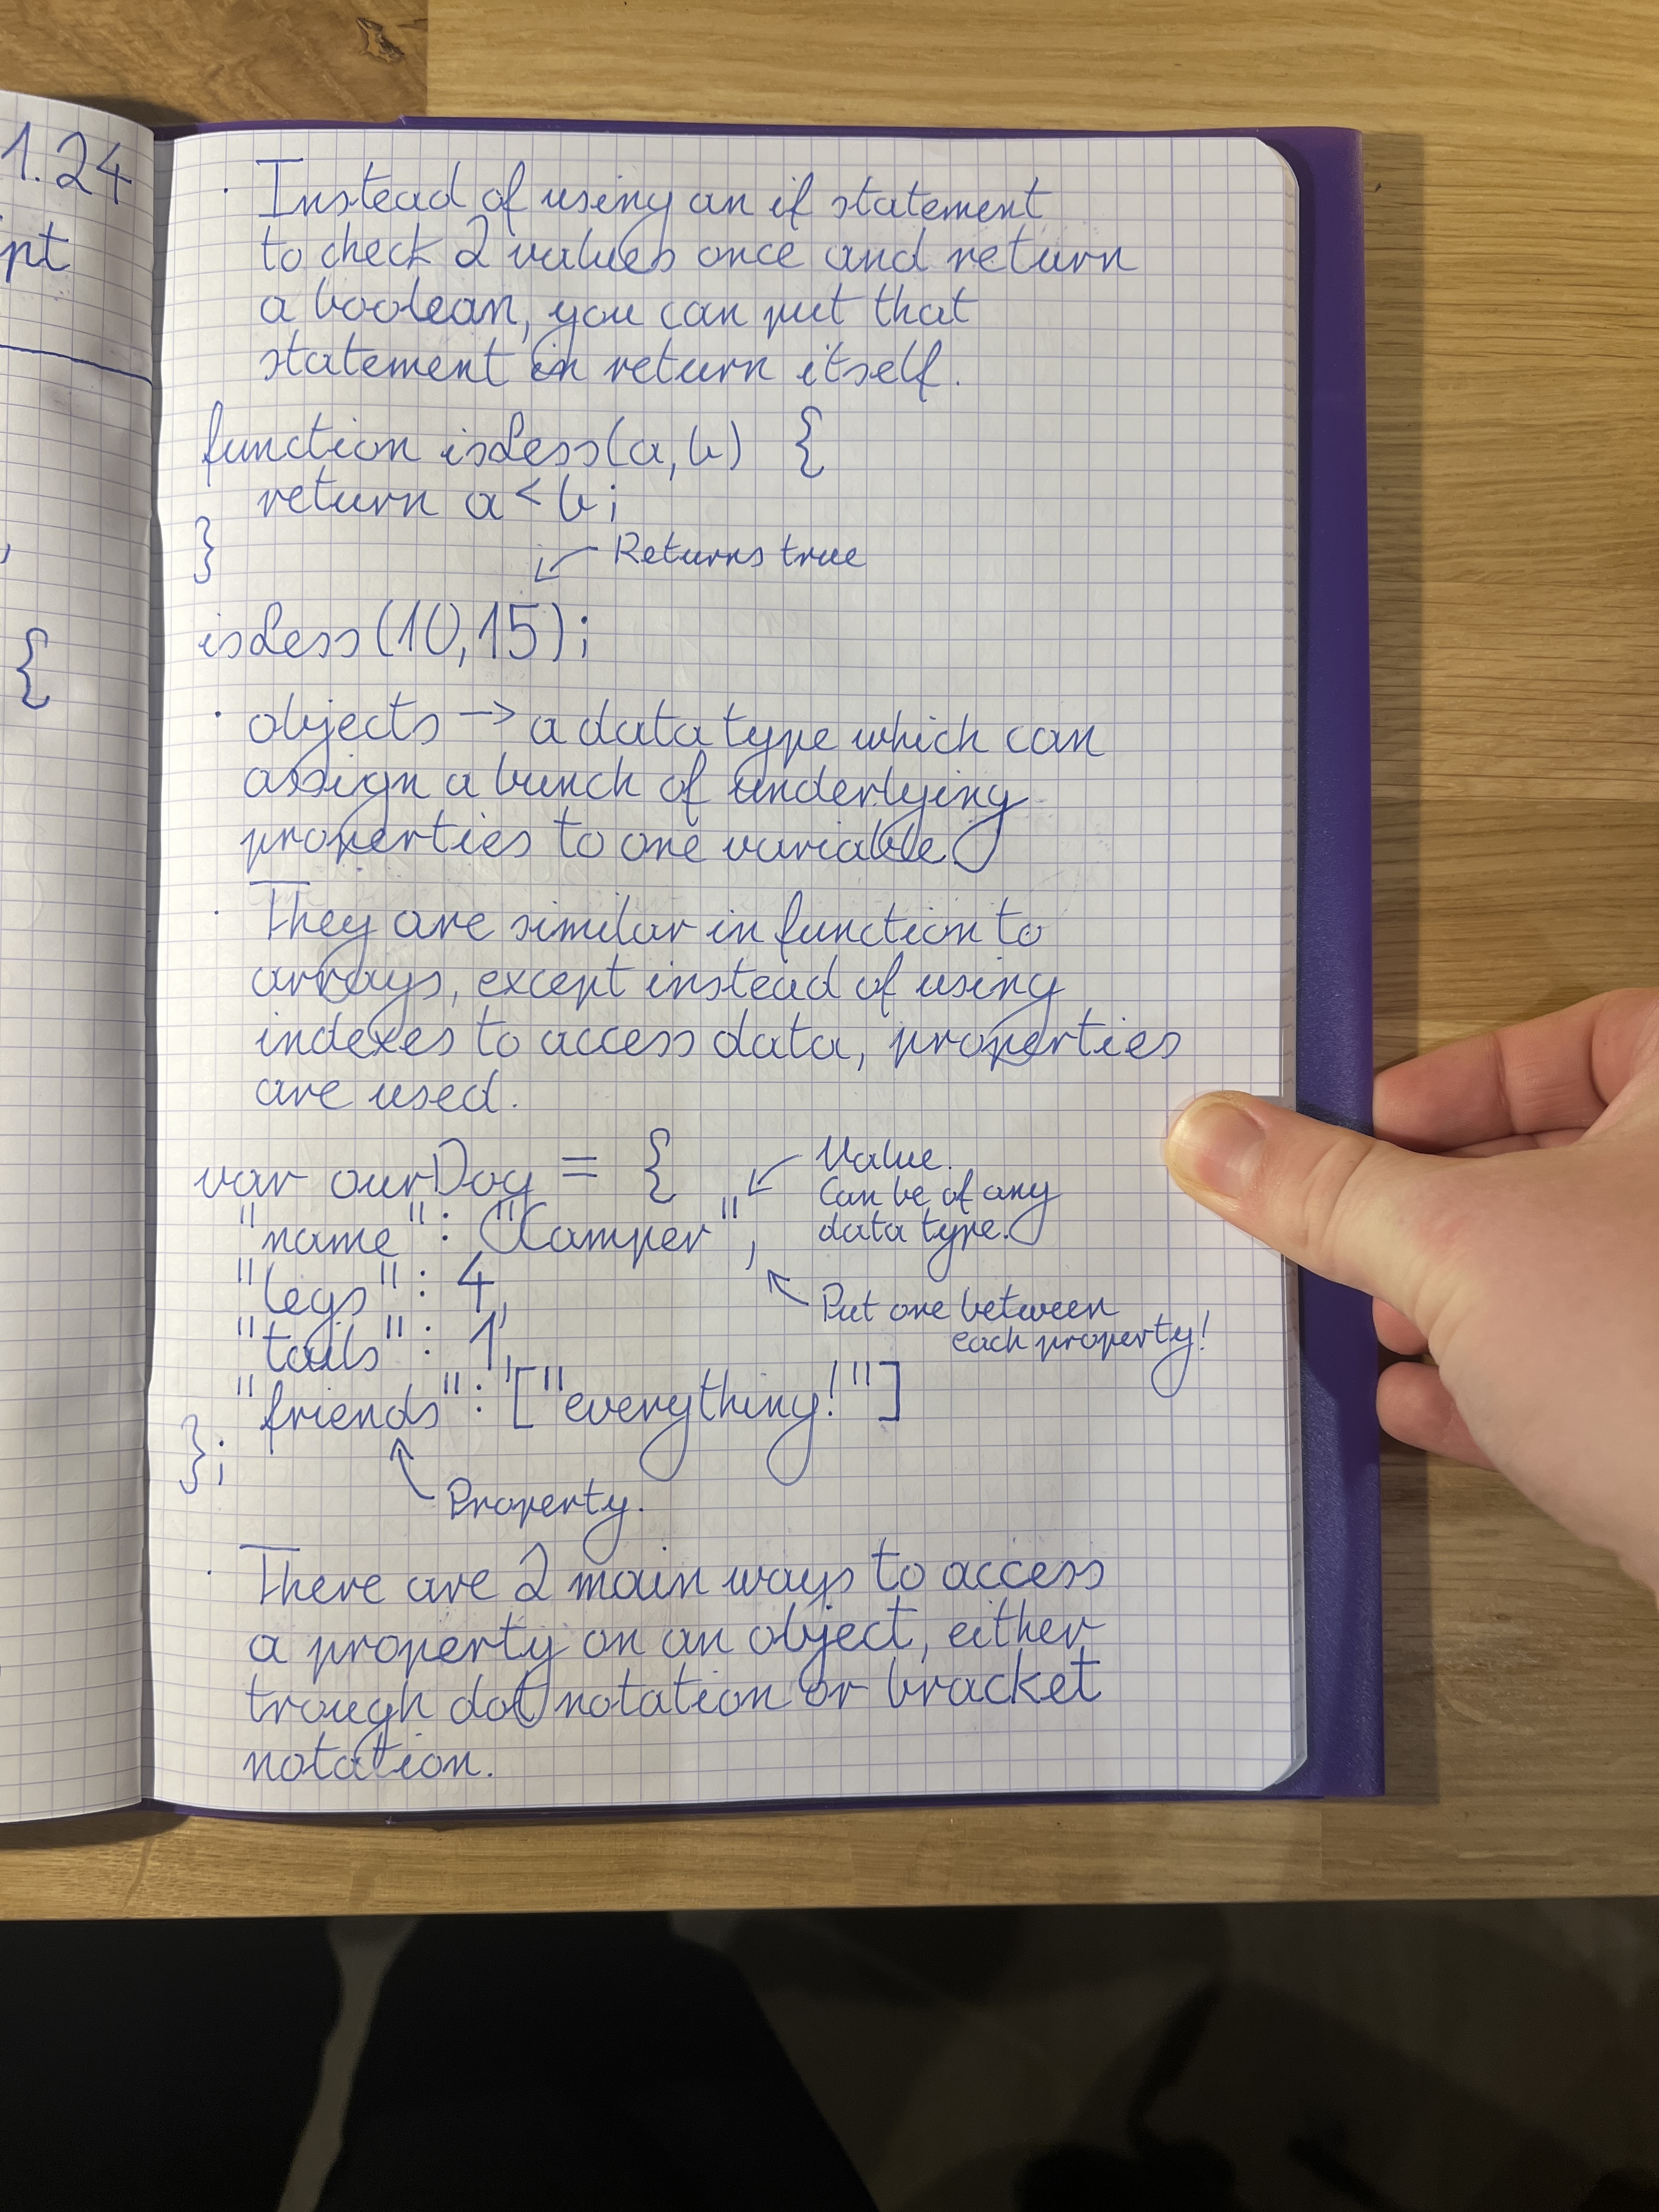 1.24
ipt
{
· Instead of using an if statement
to check 2 values once and return
a boolean, you can put that
statement in return itself.
function isLess(a,b) {
return a < b;
}
↙ Returns true
isLess(10,15);
· objects → a data type which can
assign a bunch of underlying
properties to one variable.
· They are similar in function to
arrays, except instead of using
indexes to access data, properties
are used.
var ourDog = {
↙ Value.
Can be of any
data type.
"name" : "Camper",
"legs" : 4,
↖ Put one between
each property!
"tails" : 1,
"friends" : ["everything!"]
};
↖ Property.
· There are 2 main ways to access
a property on an object, either
trough dot notation or bracket
notation.